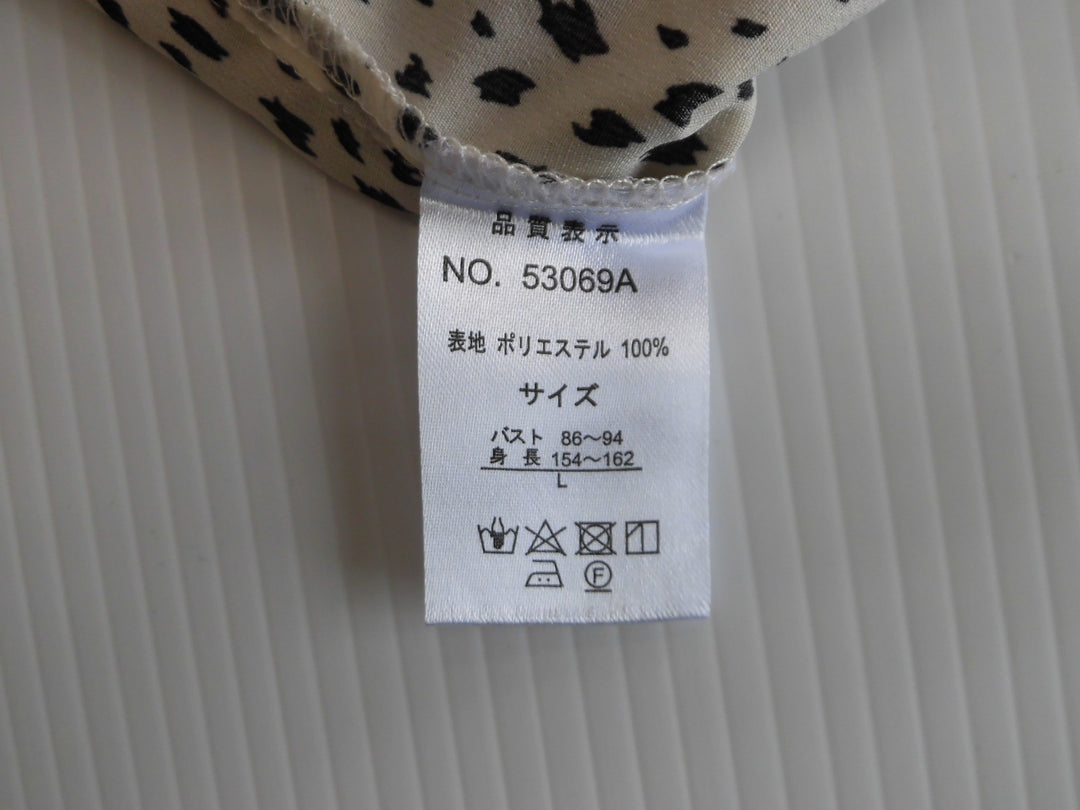 品質表示
NO. 53069A
表地 ポリエステル 100%
サイズ
バスト 86〜94
身長 154〜162
L
F